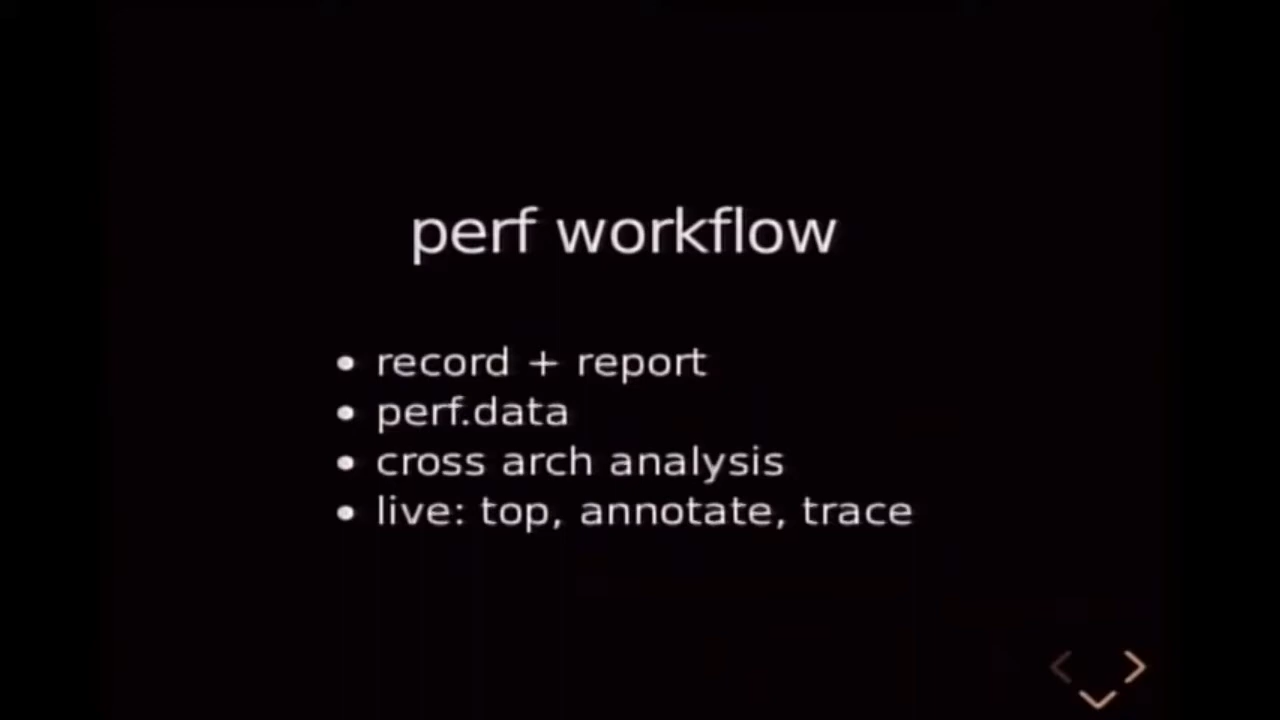 perf workflow
• record + report
• perf.data
• cross arch analysis
• live: top, annotate, trace